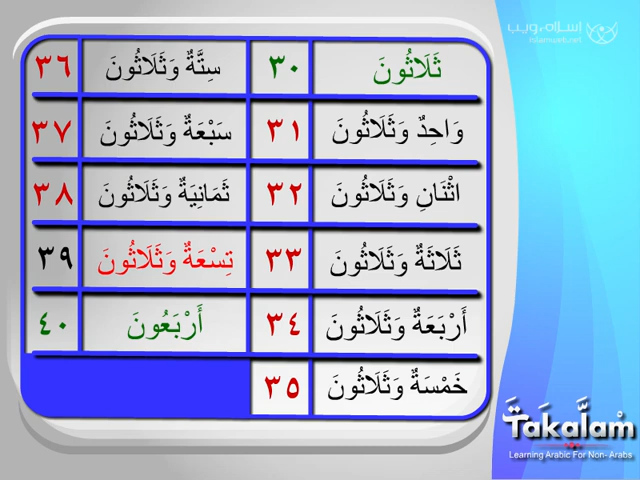 اسلام ويب
islamweb.net
ثَلَاثُونَ ٣٠
وَاحِدٌ وَثَلَاثُونَ ٣١
اثْنَانِ وَثَلَاثُونَ ٣٢
ثَلَاثَةٌ وَثَلَاثُونَ ٣٣
أَرْبَعَةٌ وَثَلَاثُونَ ٣٤
خَمْسَةٌ وَثَلَاثُونَ ٣٥
سِتَّةٌ وَثَلَاثُونَ ٣٦
سَبْعَةٌ وَثَلَاثُونَ ٣٧
ثَمَانِيَةٌ وَثَلَاثُونَ ٣٨
تِسْعَةٌ وَثَلَاثُونَ ٣٩
أَرْبَعُونَ ٤٠
TaKaLaM
Learning Arabic For Non- Arabs